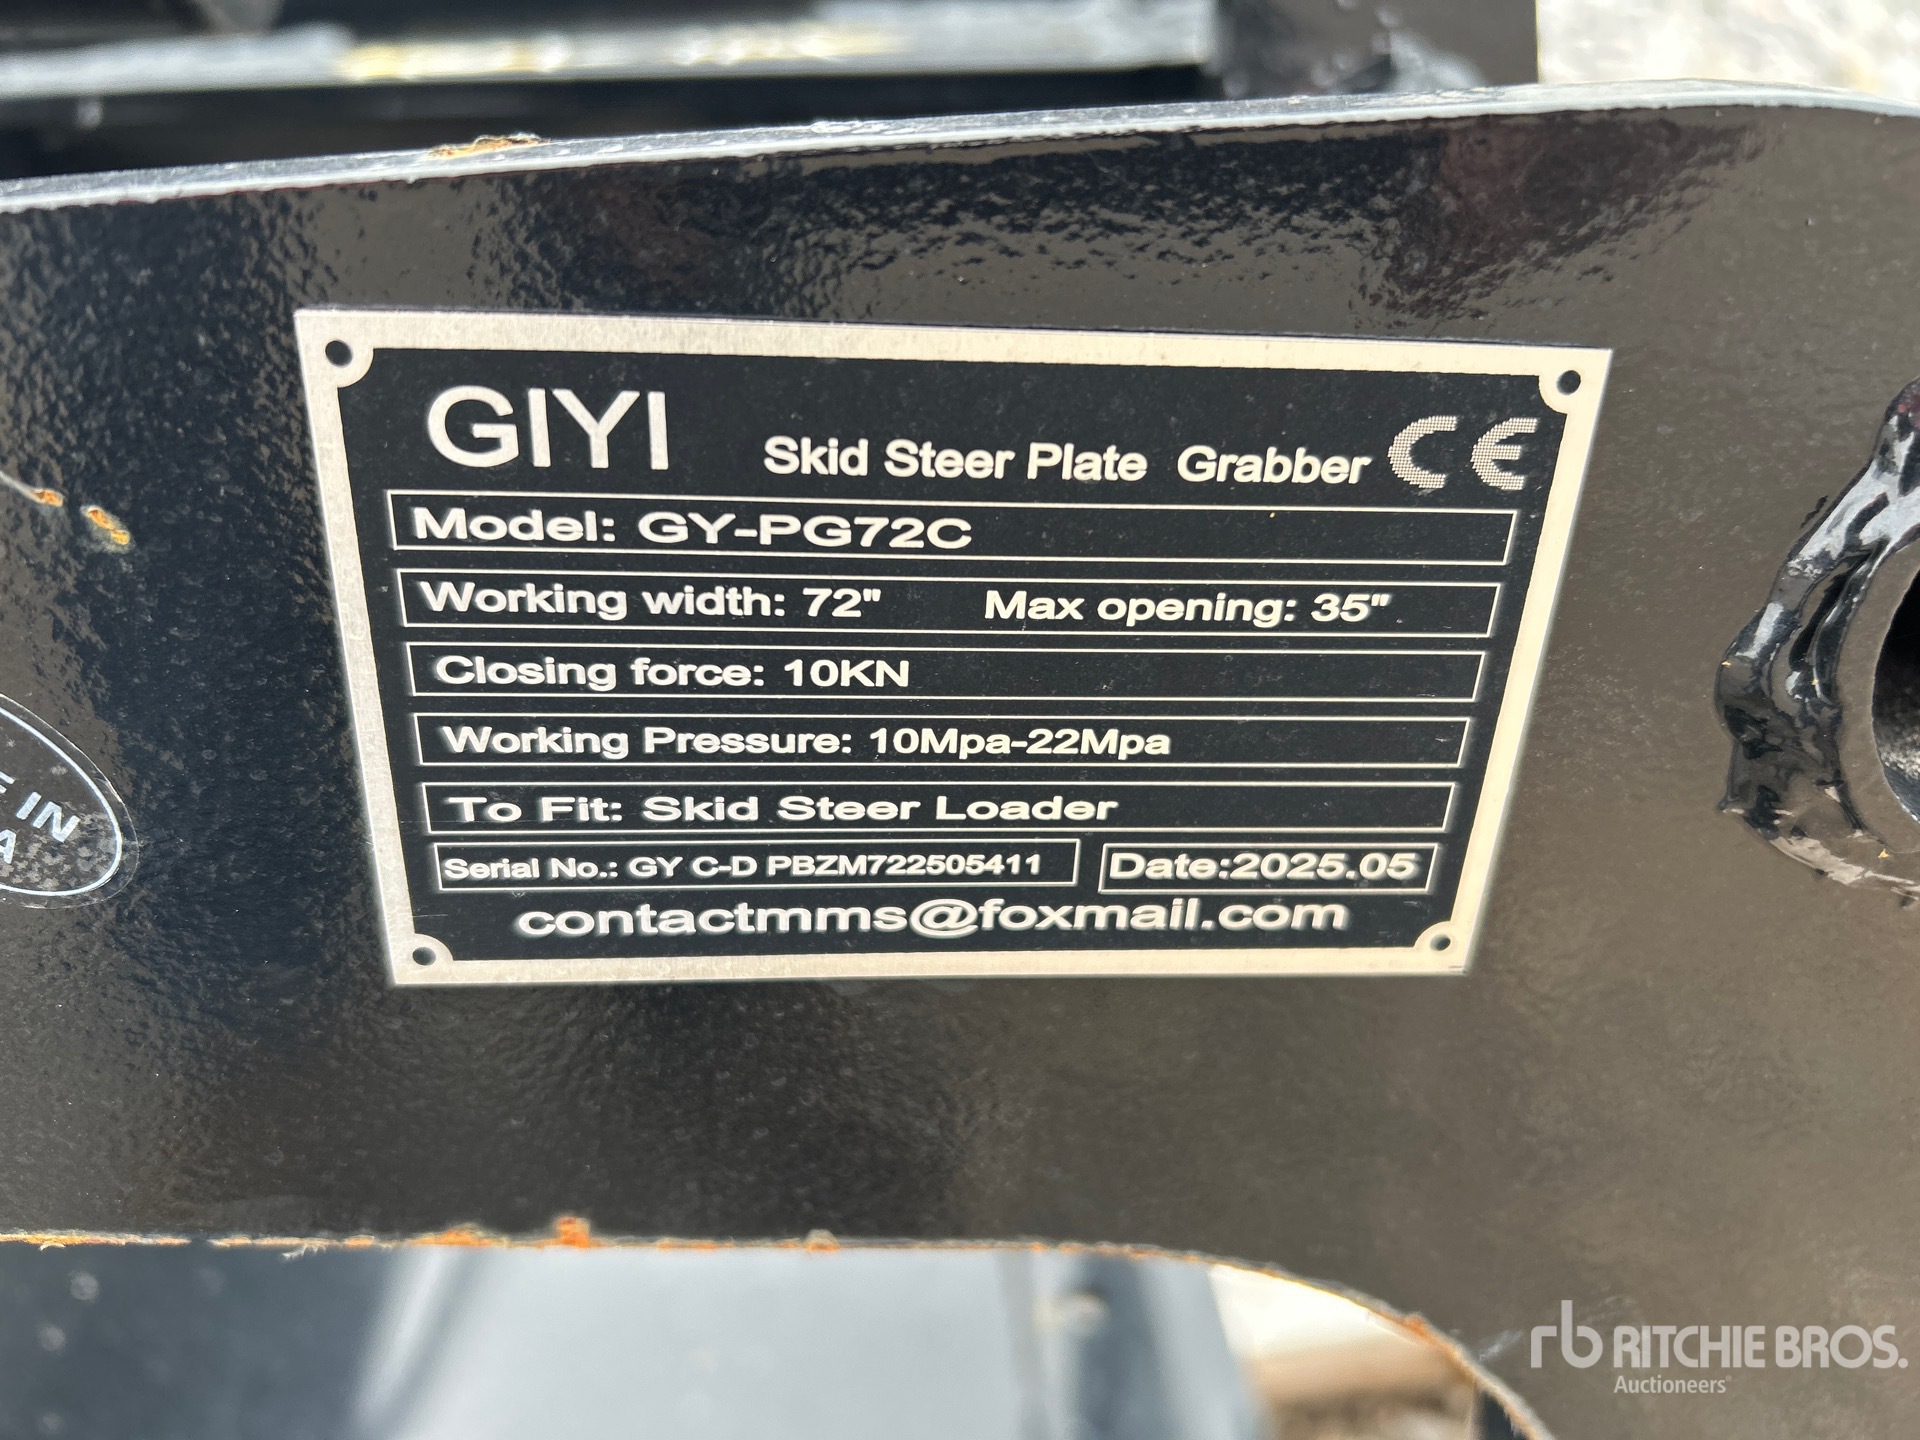 GIYI Skid Steer Plate Grabber CE
Model: GY-PG72C
Working width: 72" Max opening: 35"
Closing force: 10KN
Working Pressure: 10Mpa-22Mpa
To Fit: Skid Steer Loader
Serial No.: GY C-D PBZM722505411 Date:2025.05
contactmms@foxmail.com
IN
rb RITCHIE BROS.
Auctioneers